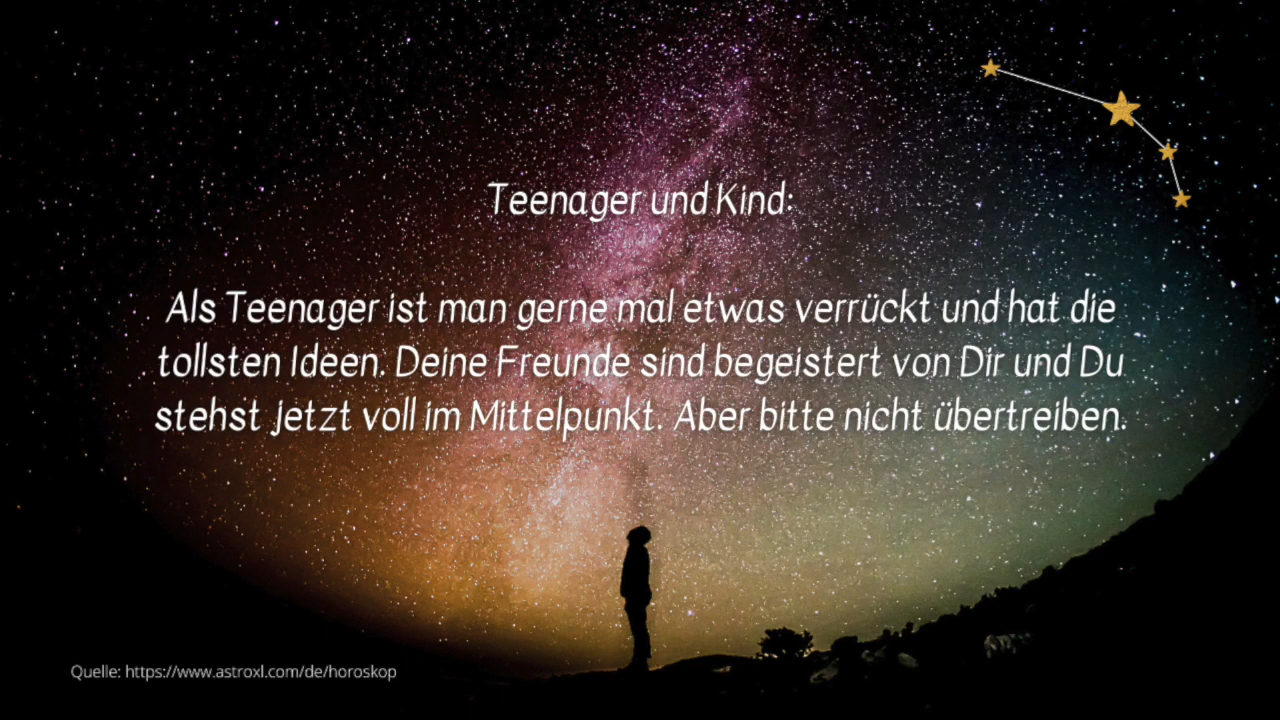 Teenager und Kind:
Als Teenager ist man gerne mal etwas verrückt und hat die
tollsten Ideen. Deine Freunde sind begeistert von Dir und Du
stehst jetzt voll im Mittelpunkt. Aber bitte nicht übertreiben.
Quelle: https://www.astroxl.com/de/horoskop